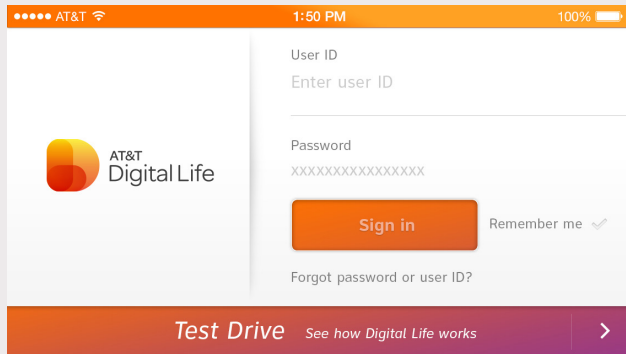 AT&T 1:50 PM 100%
User ID
Enter user ID
AT&T
Digital Life
Password
xxxxxxxxxxxxxxxx
Sign in Remember me
Forgot password or user ID?
Test Drive See how Digital Life works